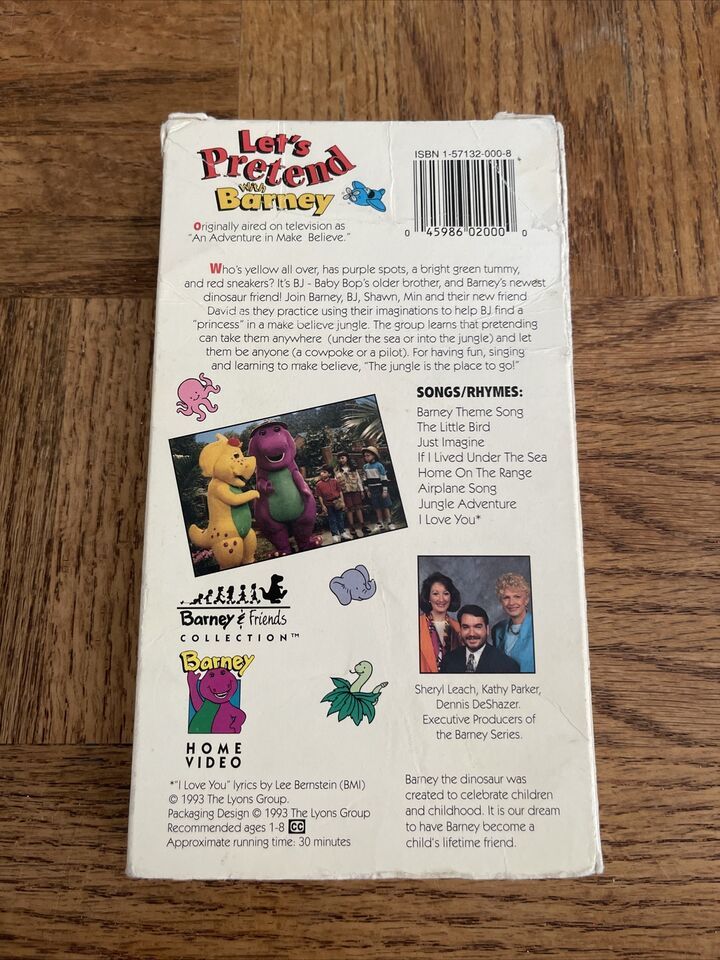 Let's
Pretend
with
Barney
Originally aired on television as
"An Adventure in Make Believe."
ISBN 1-57132-000-8
0 45986 02000 0
Who's yellow all over, has purple spots, a bright green tummy,
and red sneakers? It's BJ - Baby Bop's older brother, and Barney's newest
dinosaur friend! Join Barney, BJ, Shawn, Min and their new friend
David as they practice using their imaginations to help BJ find a
"princess" in a make believe jungle. The group learns that pretending
can take them anywhere (under the sea or into the jungle) and let
them be anyone (a cowpoke or a pilot). For having fun, singing
and learning to make believe, "The jungle is the place to go!"
SONGS/RHYMES:
Barney Theme Song
The Little Bird
Just Imagine
If I Lived Under The Sea
Home On The Range
Airplane Song
Jungle Adventure
I Love You*
Barney & Friends
COLLECTION™
Barney
HOME
VIDEO
Sheryl Leach, Kathy Parker,
Dennis DeShazer.
Executive Producers of
the Barney Series.
*"I Love You" lyrics by Lee Bernstein (BMI)
© 1993 The Lyons Group.
Packaging Design © 1993 The Lyons Group
Recommended ages 1-8 CC
Approximate running time: 30 minutes
Barney the dinosaur was
created to celebrate children
and childhood. It is our dream
to have Barney become a
child's lifetime friend.